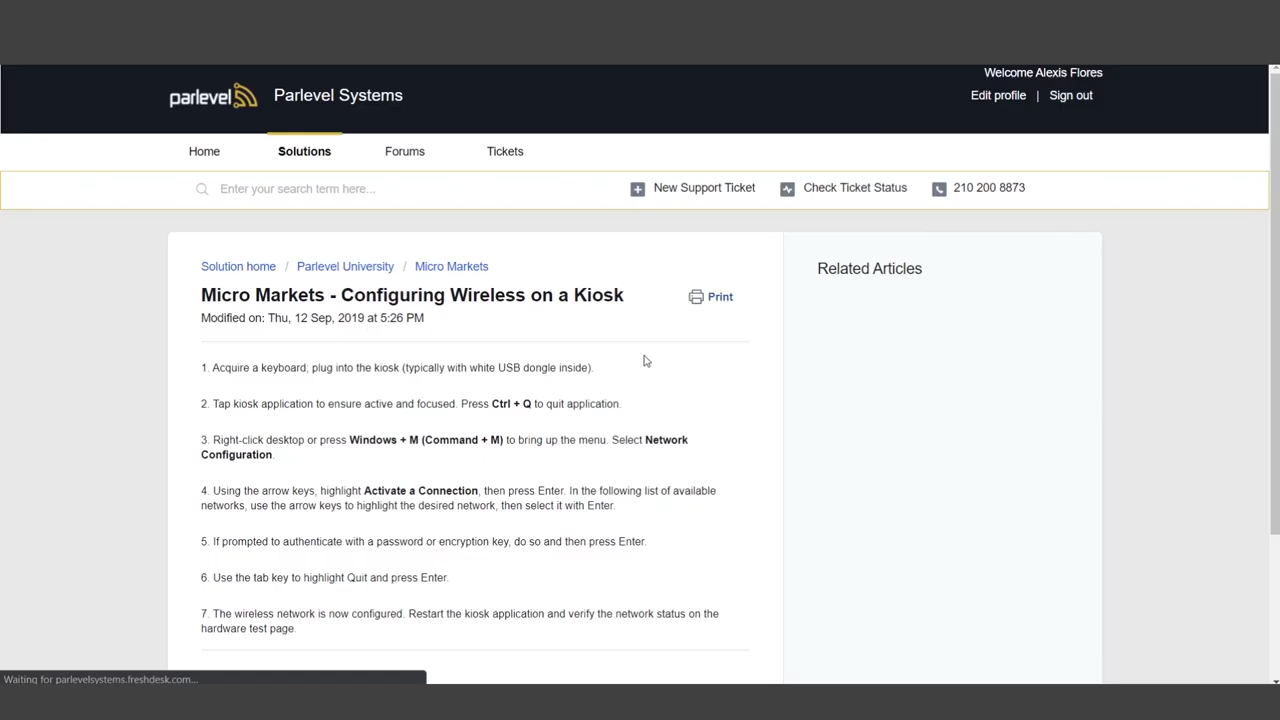 Welcome Alexis Flores
parlevel
Parlevel Systems
Edit profile | Sign out
Home Solutions Forums Tickets
Enter your search term here...
New Support Ticket Check Ticket Status 210 200 8873
Solution home / Parlevel University / Micro Markets
Related Articles
Micro Markets - Configuring Wireless on a Kiosk
Print
Modified on: Thu, 12 Sep, 2019 at 5:26 PM
1. Acquire a keyboard, plug into the kiosk (typically with white USB dongle inside).
2. Tap kiosk application to ensure active and focused. Press Ctrl + Q to quit application.
3. Right-click desktop or press Windows + M (Command + M) to bring up the menu. Select Network
Configuration.
4. Using the arrow keys, highlight Activate a Connection, then press Enter. In the following list of available
networks, use the arrow keys to highlight the desired network, then select it with Enter.
5. If prompted to authenticate with a password or encryption key, do so and then press Enter.
6. Use the tab key to highlight Quit and press Enter.
7. The wireless network is now configured. Restart the kiosk application and verify the network status on the
hardware test page.
Waiting for parlevelsystems.freshdesk.com...